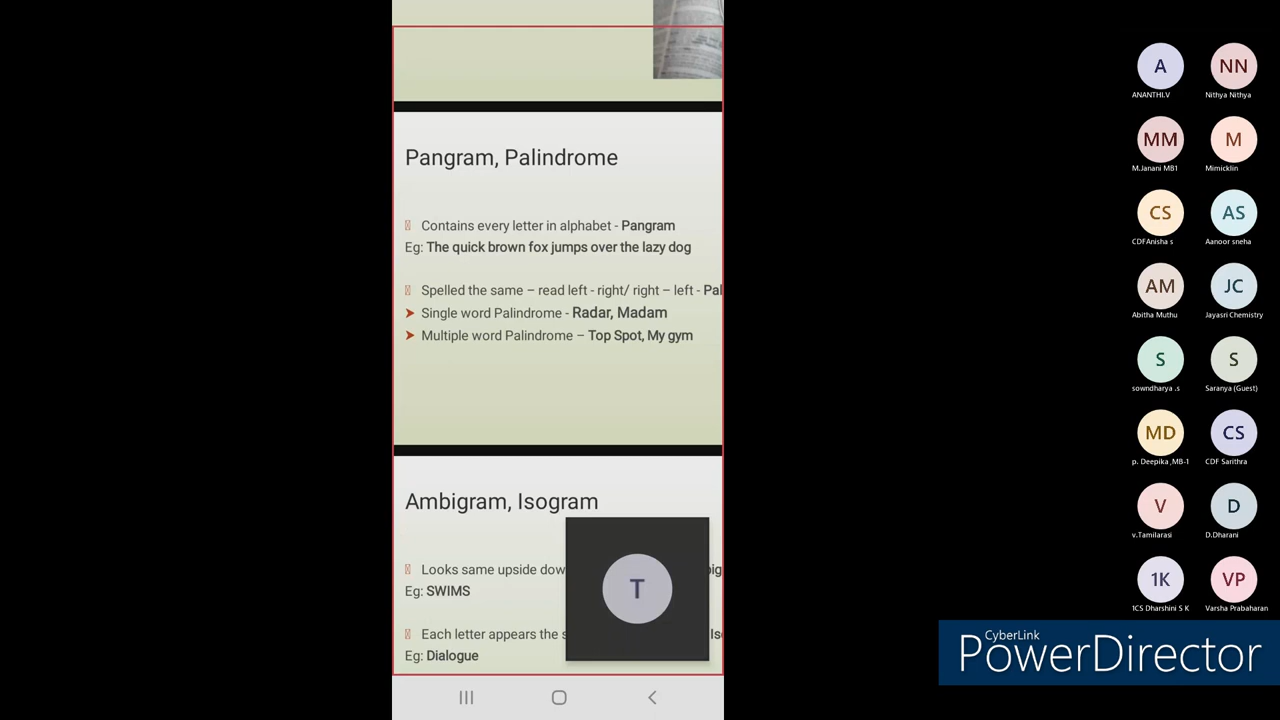 Pangram, Palindrome
Contains every letter in alphabet - Pangram
Eg: The quick brown fox jumps over the lazy dog
Spelled the same – read left - right/ right – left - Pal
Single word Palindrome - Radar, Madam
Multiple word Palindrome – Top Spot, My gym
Ambigram, Isogram
Looks same upside dow
Eg: SWIMS
Each letter appears the s
Eg: Dialogue
T
A NN
ANANTHI.V Nithya Nithya
MM M
M.Janani MB1 Mimicklin
CS AS
CDFAnisha s Aanoor sneha
AM JC
Abitha Muthu Jayasri Chemistry
S S
sowndharya .s Saranya (Guest)
MD CS
p. Deepika ,MB-1 CDF Sarithra
V D
v.Tamilarasi D.Dharani
1K VP
1CS Dharshini S K Varsha Prabaharan
CyberLink
PowerDirector